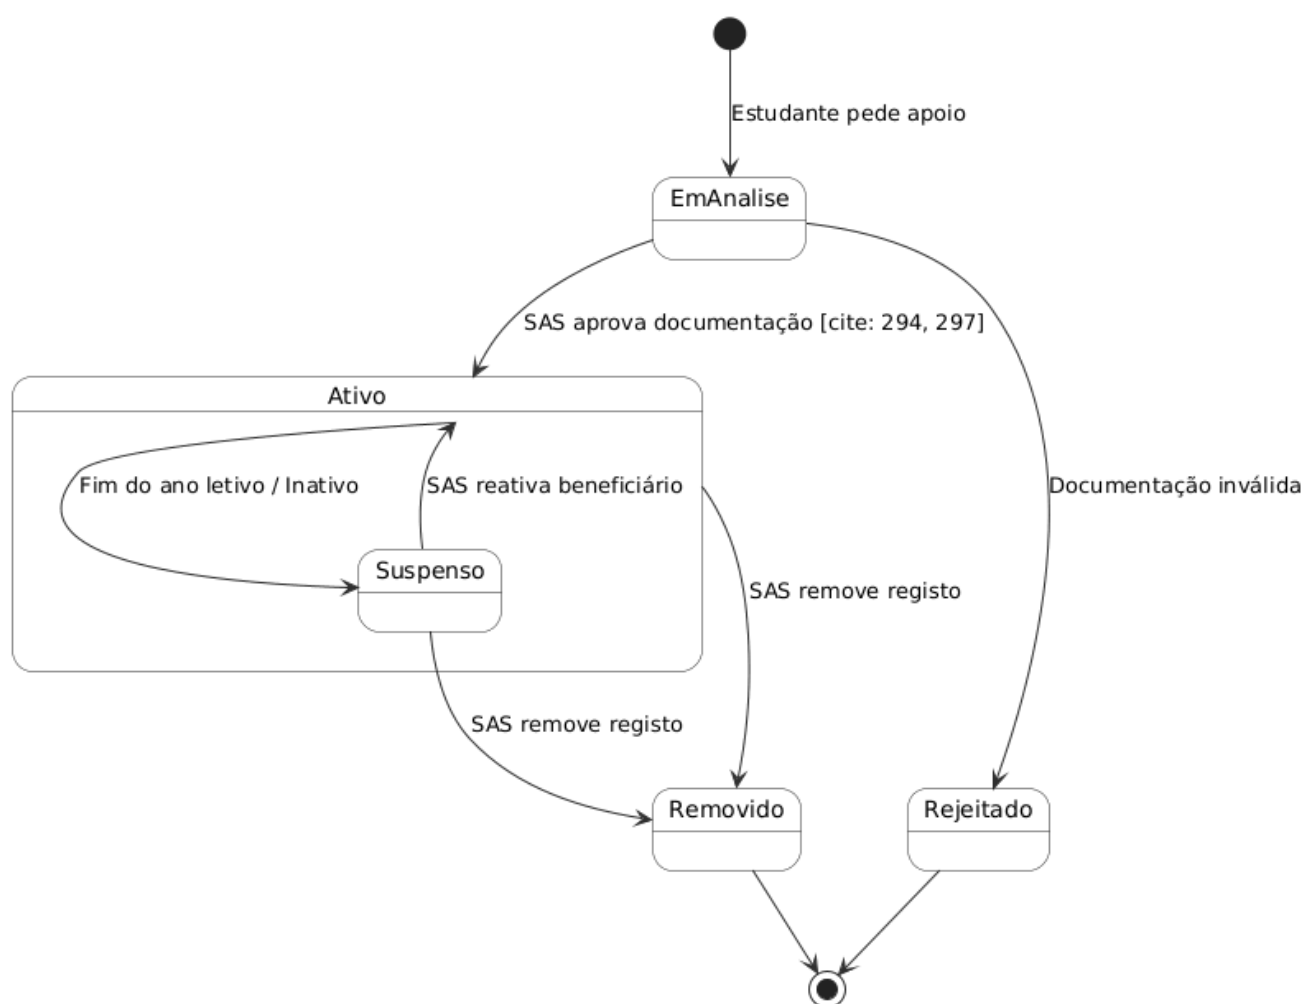 Estudante pede apoio
EmAnalise
SAS aprova documentação [cite: 294, 297]
Ativo
Fim do ano letivo / Inativo
SAS reativa beneficiário
Documentação inválida
Suspenso
SAS remove registo
SAS remove registo
Removido
Rejeitado